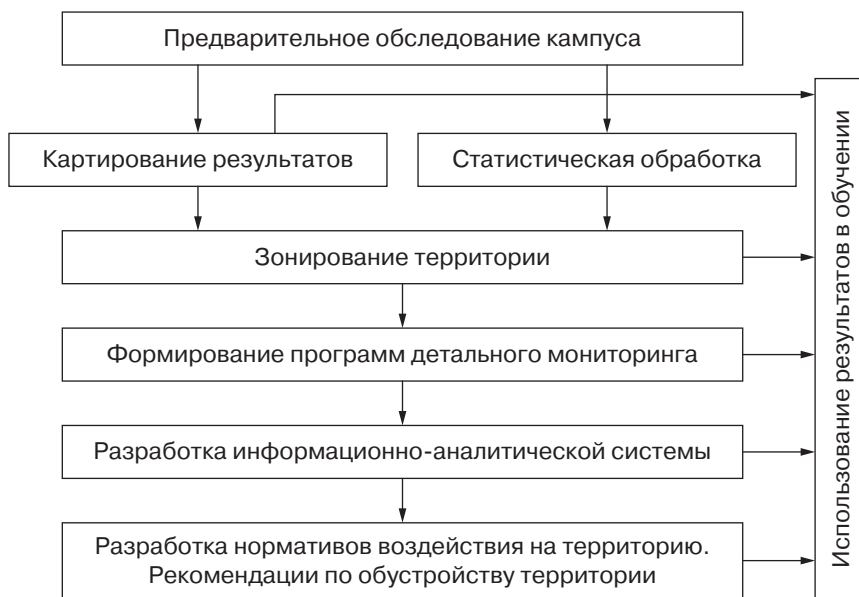 Предварительное обследование кампуса
Картирование результатов
Статистическая обработка
Зонирование территории
Формирование программ детального мониторинга
Разработка информационно-аналитической системы
Разработка нормативов воздействия на территорию.
Рекомендации по обустройству территории
Использование результатов в обучении